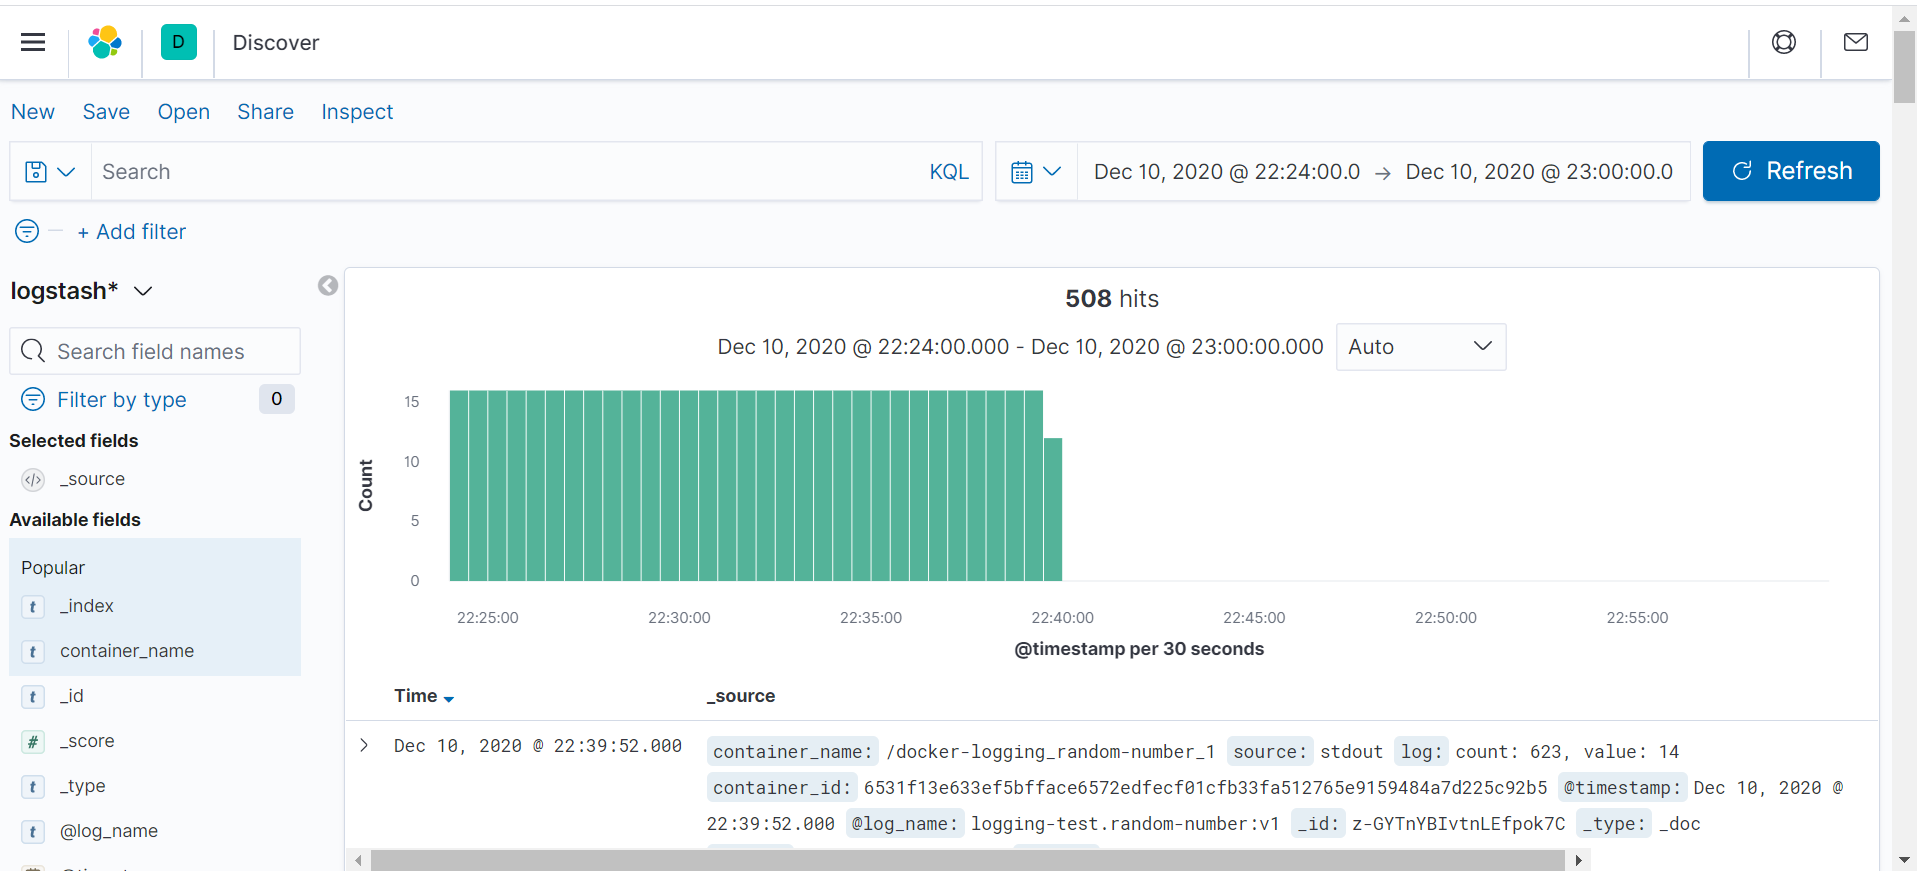 D Discover
New Save Open Share Inspect
Search KQL Dec 10, 2020 @ 22:24:00.0 → Dec 10, 2020 @ 23:00:00.0 Refresh
+ Add filter
logstash*
Search field names
Filter by type 0
Selected fields
_source
Available fields
Popular
_index
container_name
_id
_score
_type
@log_name
508 hits
Dec 10, 2020 @ 22:24:00.000 - Dec 10, 2020 @ 23:00:00.000 Auto
15
10
5
0
Count
22:25:00 22:30:00 22:35:00 22:40:00 22:45:00 22:50:00 22:55:00
@timestamp per 30 seconds
Time _source
Dec 10, 2020 @ 22:39:52.000 container_name: /docker-logging_random-number_1 source: stdout log: count: 623, value: 14
container_id: 6531f13e633ef5bfface6572edfecf01cfb33fa512765e9159484a7d225c92b5 @timestamp: Dec 10, 2020 @
22:39:52.000 @log_name: logging-test.random-number:v1 _id: z-GYTnYBIvtnLEfpok7C _type: _doc